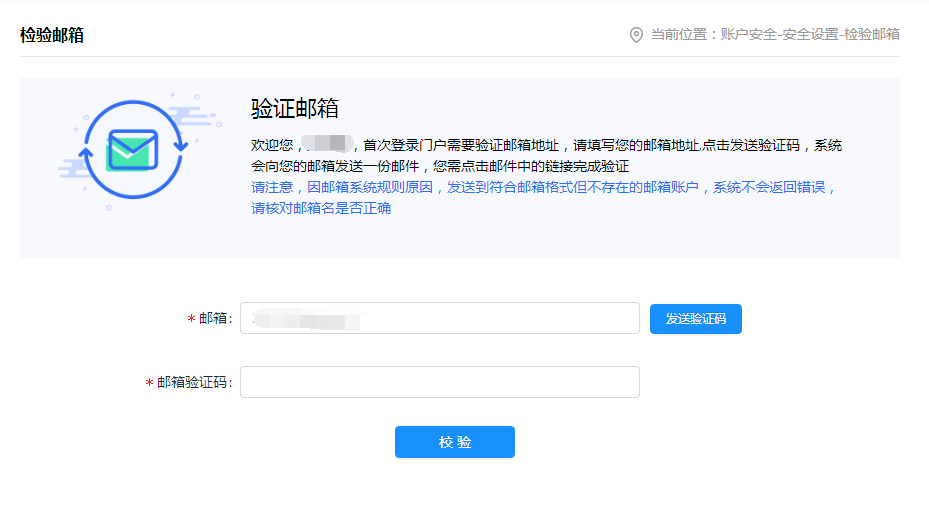 检验邮箱
当前位置：账户安全-安全设置-检验邮箱
验证邮箱
欢迎您，，首次登录门户需要验证邮箱地址，请填写您的邮箱地址.点击发送验证码，系统
会向您的邮箱发送一份邮件，您需点击邮件中的链接完成验证
请注意，因邮箱系统规则原因，发送到符合邮箱格式但不存在的邮箱账户，系统不会返回错误，
请核对邮箱名是否正确
*邮箱: 发送验证码
*邮箱验证码:
校验